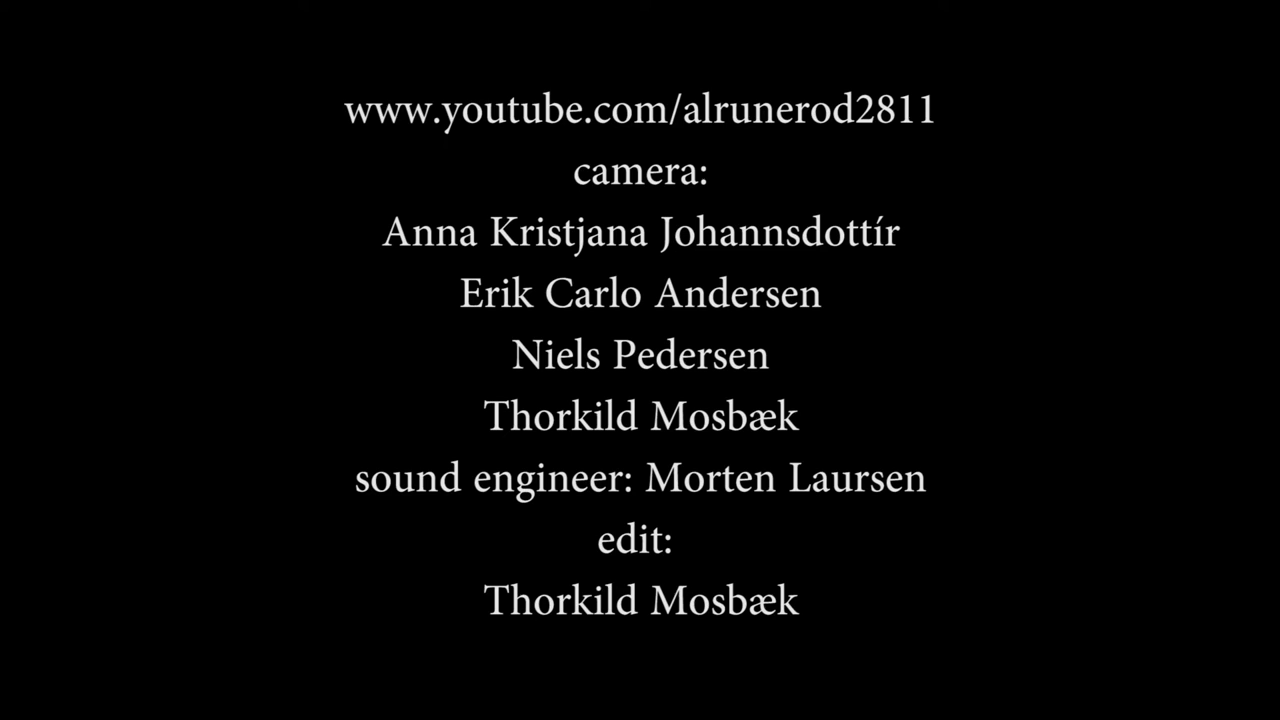 www.youtube.com/alrunerod2811
camera:
Anna Kristjana Johannsdottír
Erik Carlo Andersen
Niels Pedersen
Thorkild Mosbæk
sound engineer: Morten Laursen
edit:
Thorkild Mosbæk